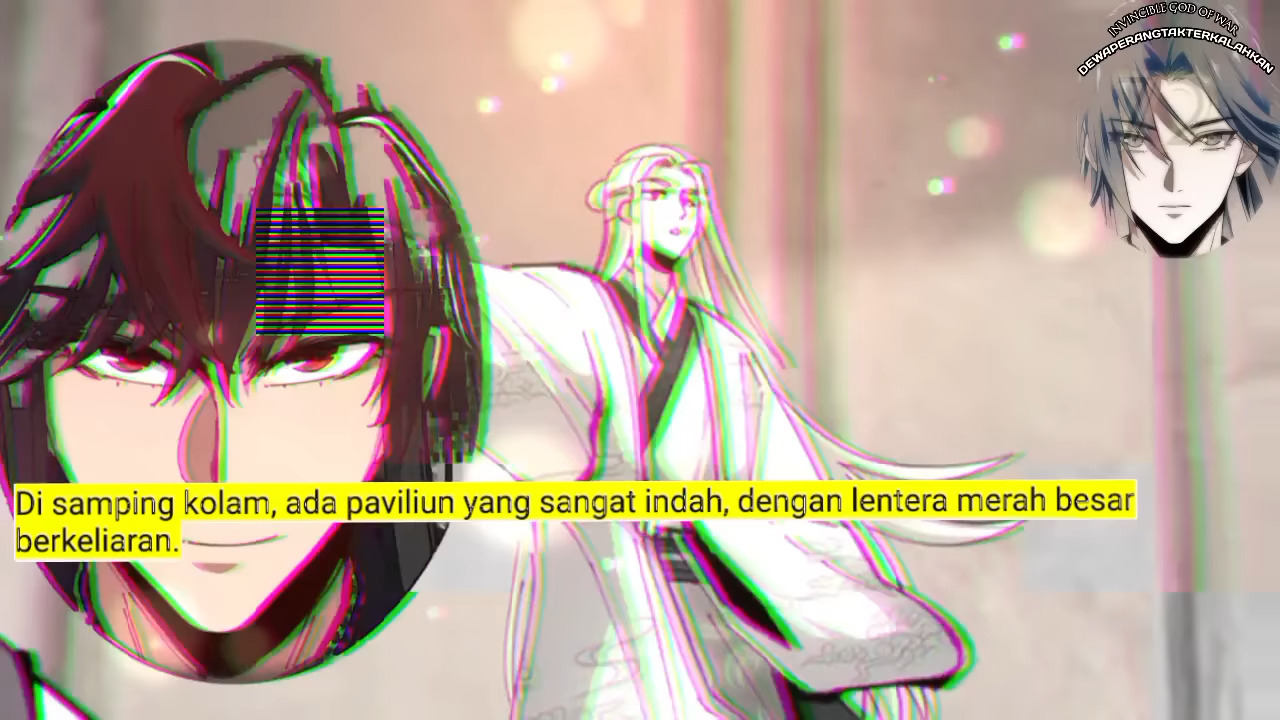 INVINCIBLE GOD OF WAR
DEWAPERANGTAKTERKALAHKAN
Di samping kolam, ada paviliun yang sangat indah, dengan lentera merah besar
berkeliaran.